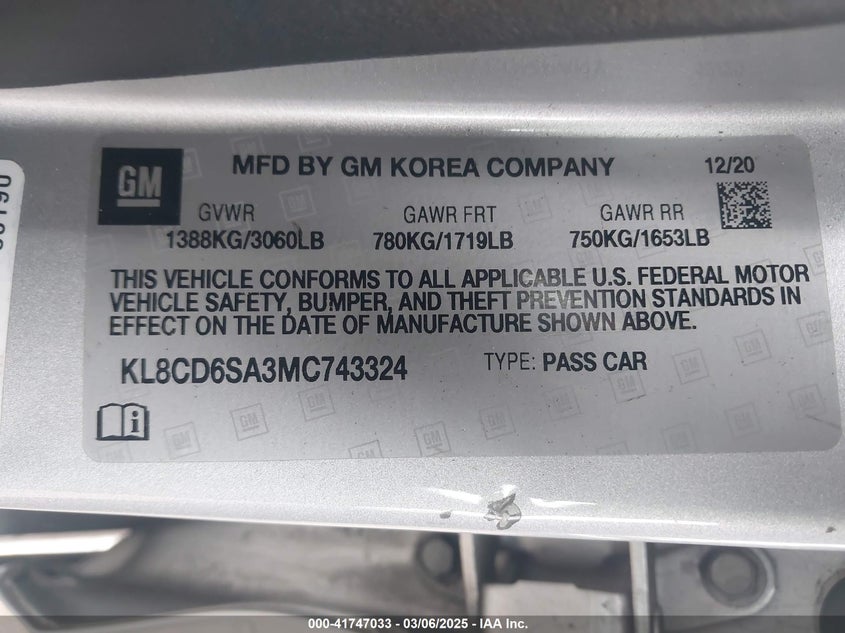 GM
MFD BY GM KOREA COMPANY
12/20
GVWR
GAWR FRT
GAWR RR
1388KG/3060LB
780KG/1719LB
750KG/1653LB
THIS VEHICLE CONFORMS TO ALL APPLICABLE U.S. FEDERAL MOTOR
VEHICLE SAFETY, BUMPER, AND THEFT PREVENTION STANDARDS IN
EFFECT ON THE DATE OF MANUFACTURE SHOWN ABOVE.
KL8CD6SA3MC743324
TYPE: PASS CAR
000-41747033 — 03/06/2025 — IAA Inc.